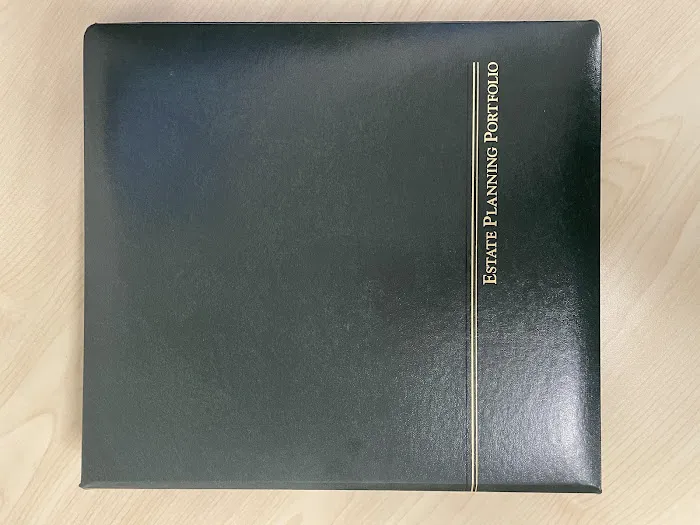 ESTATE PLANNING PORTFOLIO